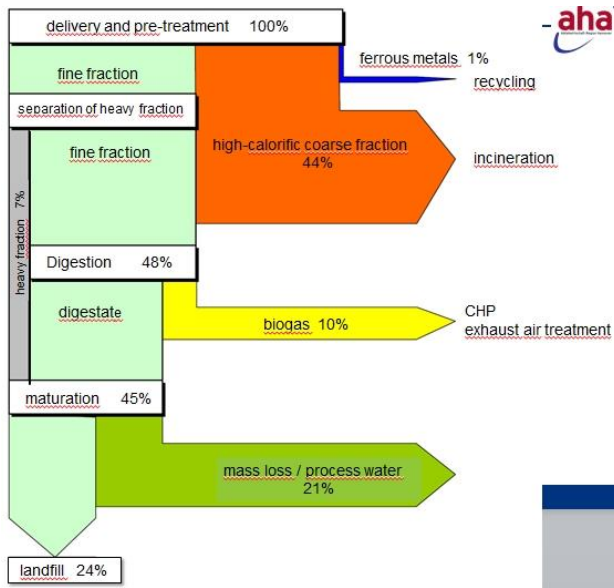 delivery and pre-treatment 100%
aha
ferrous metals 1%
recycling
fine fraction
separation of heavy fraction
fine fraction
high-calorific coarse fraction
44%
incineration
heavy fraction 7%
Digestion 48%
digestate
biogas 10%
CHP
exhaust air treatment
maturation 45%
mass loss / process water
21%
landfill 24%